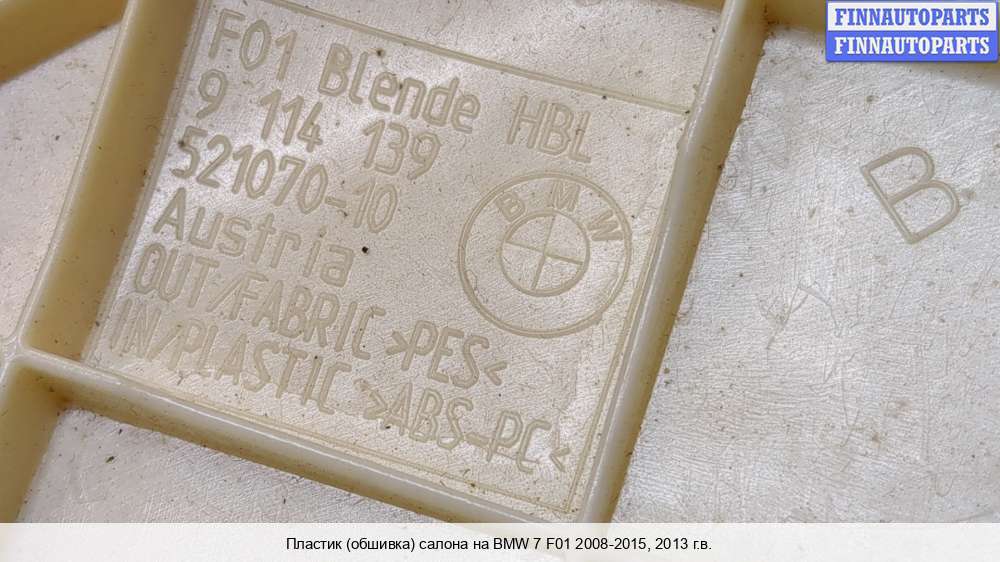 FINNAUTOPARTS
FINNAUTOPARTS
F01 Blende HBL
9 114 139
521070-10
Austria
OUT/FABRIC >PES<
IN/PLASTIC >ABS-PC<
BMW
B
Пластик (обшивка) салона на BMW 7 F01 2008-2015, 2013 г.в.